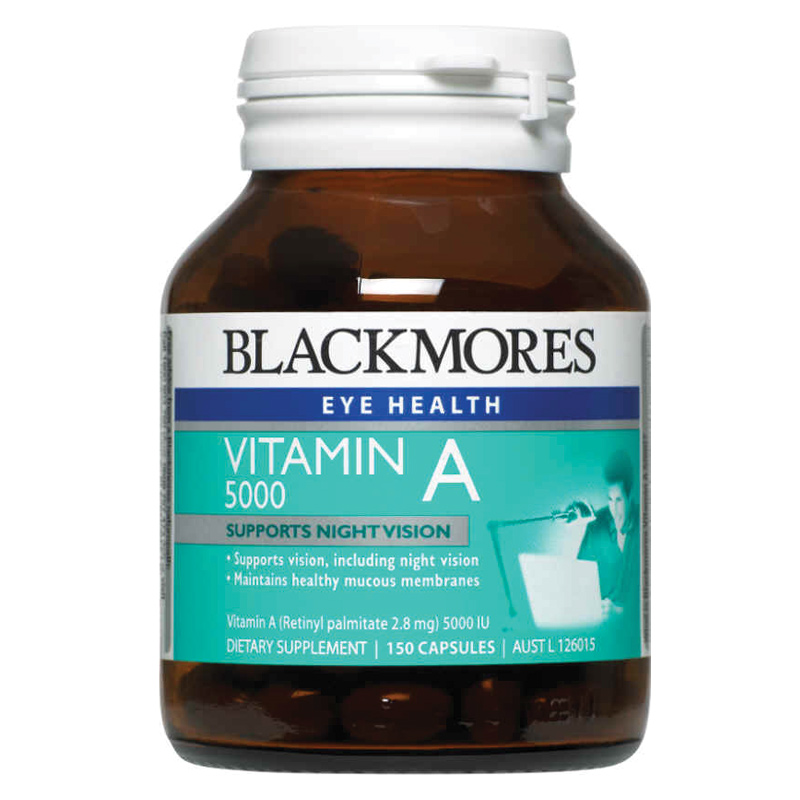 BLACKMORES
EYE HEALTH
VITAMIN A
5000
SUPPORTS NIGHT VISION
• Supports vision, including night vision
• Maintains healthy mucous membranes
Vitamin A (Retinyl palmitate 2.8 mg) 5000 IU
DIETARY SUPPLEMENT | 150 CAPSULES | AUST L 126015